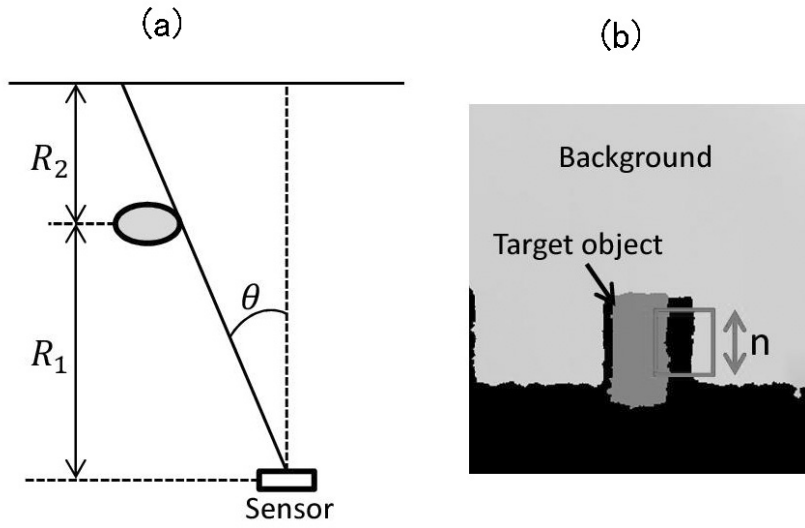 (a)
R₂
R₁
θ
Sensor
(b)
Background
Target object
n